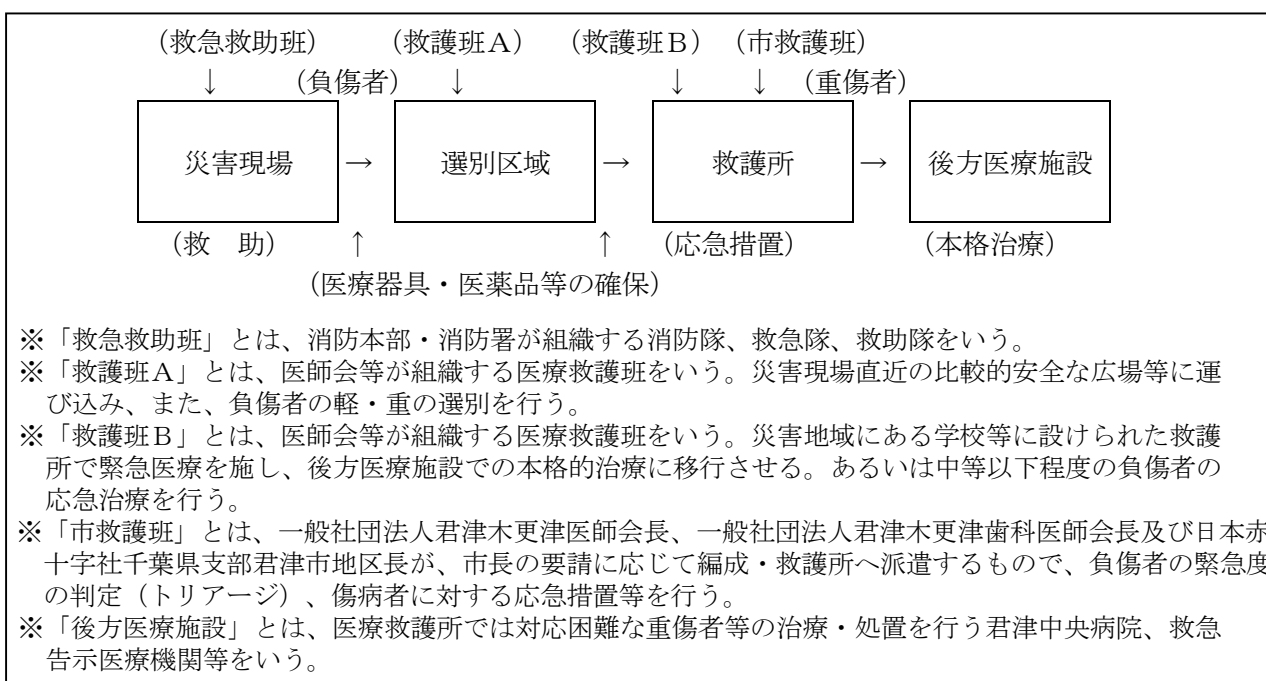 （救急救助班）　（救護班Ａ）　（救護班Ｂ）　（市救護班）
↓　（負傷者）　↓　↓　↓　（重傷者）
災害現場　→　選別区域　→　救護所　→　後方医療施設
（救　助）　↑　↑　（応急措置）　（本格治療）
（医療器具・医薬品等の確保）
※「救急救助班」とは、消防本部・消防署が組織する消防隊、救急隊、救助隊をいう。
※「救護班Ａ」とは、医師会等が組織する医療救護班をいう。災害現場直近の比較的安全な広場等に運
び込み、また、負傷者の軽・重の選別を行う。
※「救護班Ｂ」とは、医師会等が組織する医療救護班をいう。災害地域にある学校等に設けられた救護
所で緊急医療を施し、後方医療施設での本格的治療に移行させる。あるいは中等以下程度の負傷者の
応急治療を行う。
※「市救護班」とは、一般社団法人君津木更津医師会長、一般社団法人君津木更津歯科医師会長及び日本赤
十字社千葉県支部君津市地区長が、市長の要請に応じて編成・救護所へ派遣するもので、負傷者の緊急度
の判定（トリアージ）、傷病者に対する応急措置等を行う。
※「後方医療施設」とは、医療救護所では対応困難な重傷者等の治療・処置を行う君津中央病院、救急
告示医療機関等をいう。